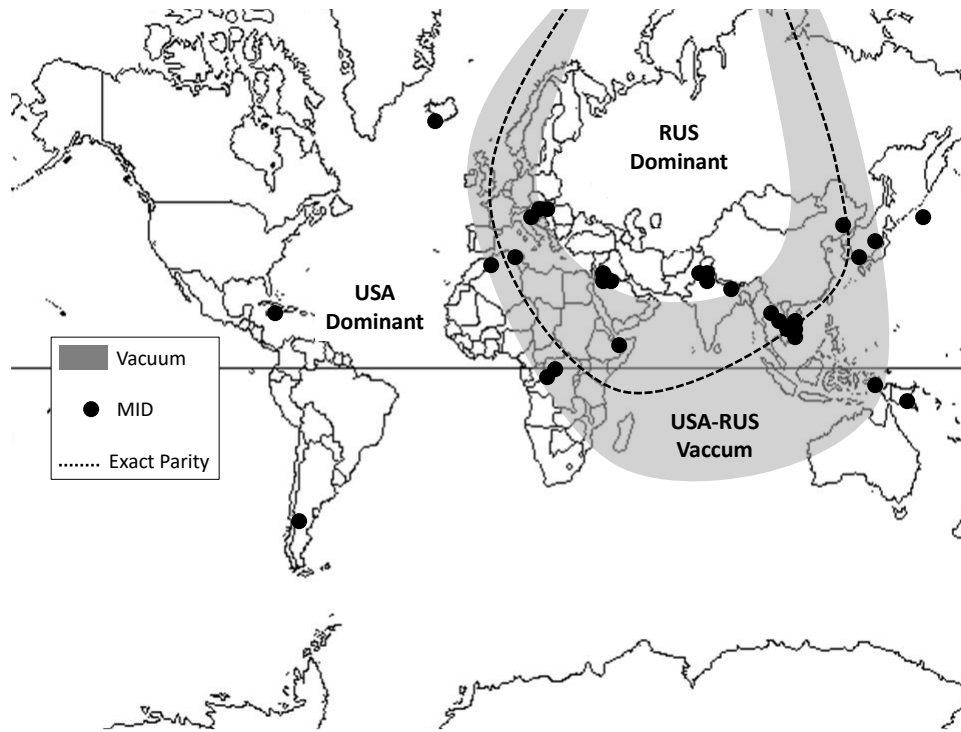 RUS
Dominant
USA
Dominant
Vacuum
MID
Exact Parity
USA-RUS
Vaccum